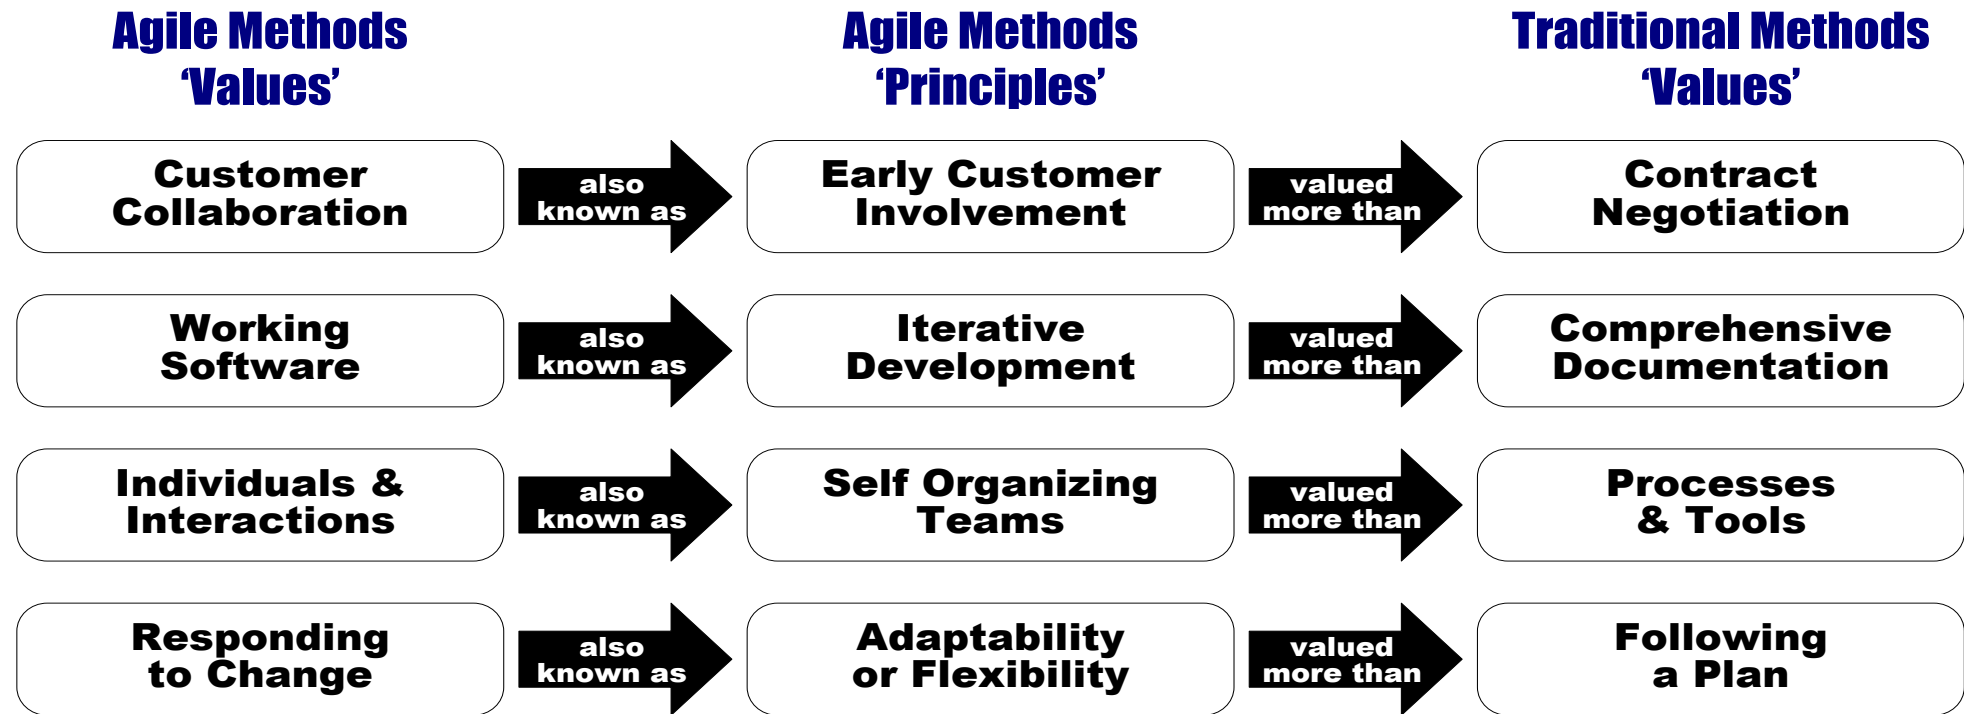 Agile Methods
‘Values’
Agile Methods
‘Principles’
Traditional Methods
‘Values’
Customer
Collaboration
also
known as
Early Customer
Involvement
valued
more than
Contract
Negotiation
Working
Software
also
known as
Iterative
Development
valued
more than
Comprehensive
Documentation
Individuals &
Interactions
also
known as
Self Organizing
Teams
valued
more than
Processes
& Tools
Responding
to Change
also
known as
Adaptability
or Flexibility
valued
more than
Following
a Plan